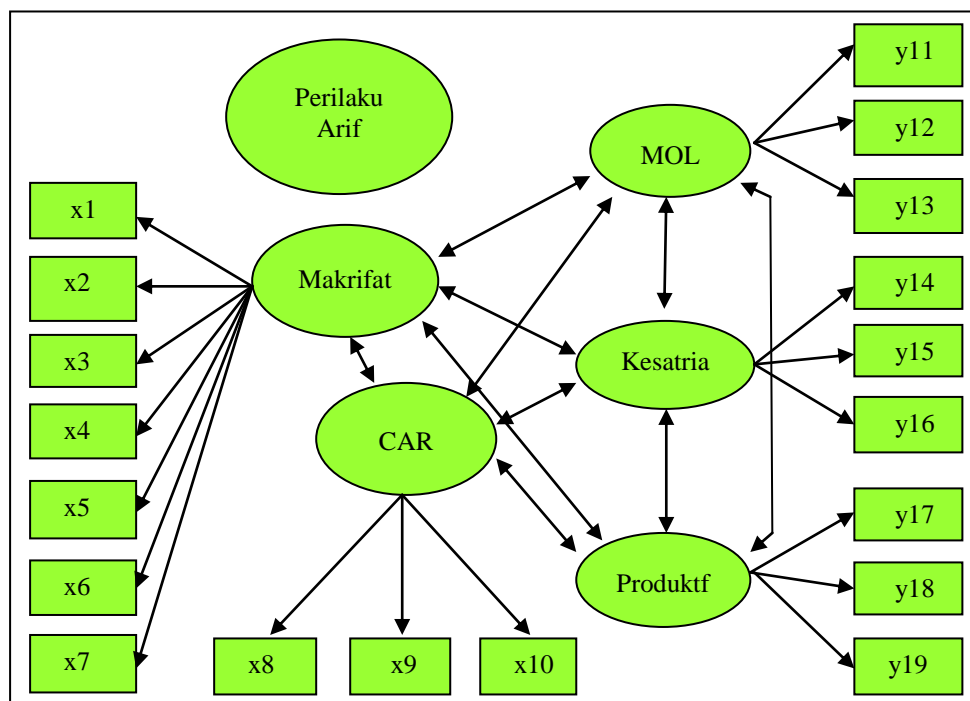 Perilaku
Arif
MOL
Makrifat
Kesatria
CAR
Produktf
x1
x2
x3
x4
x5
x6
x7
x8
x9
x10
y11
y12
y13
y14
y15
y16
y17
y18
y19